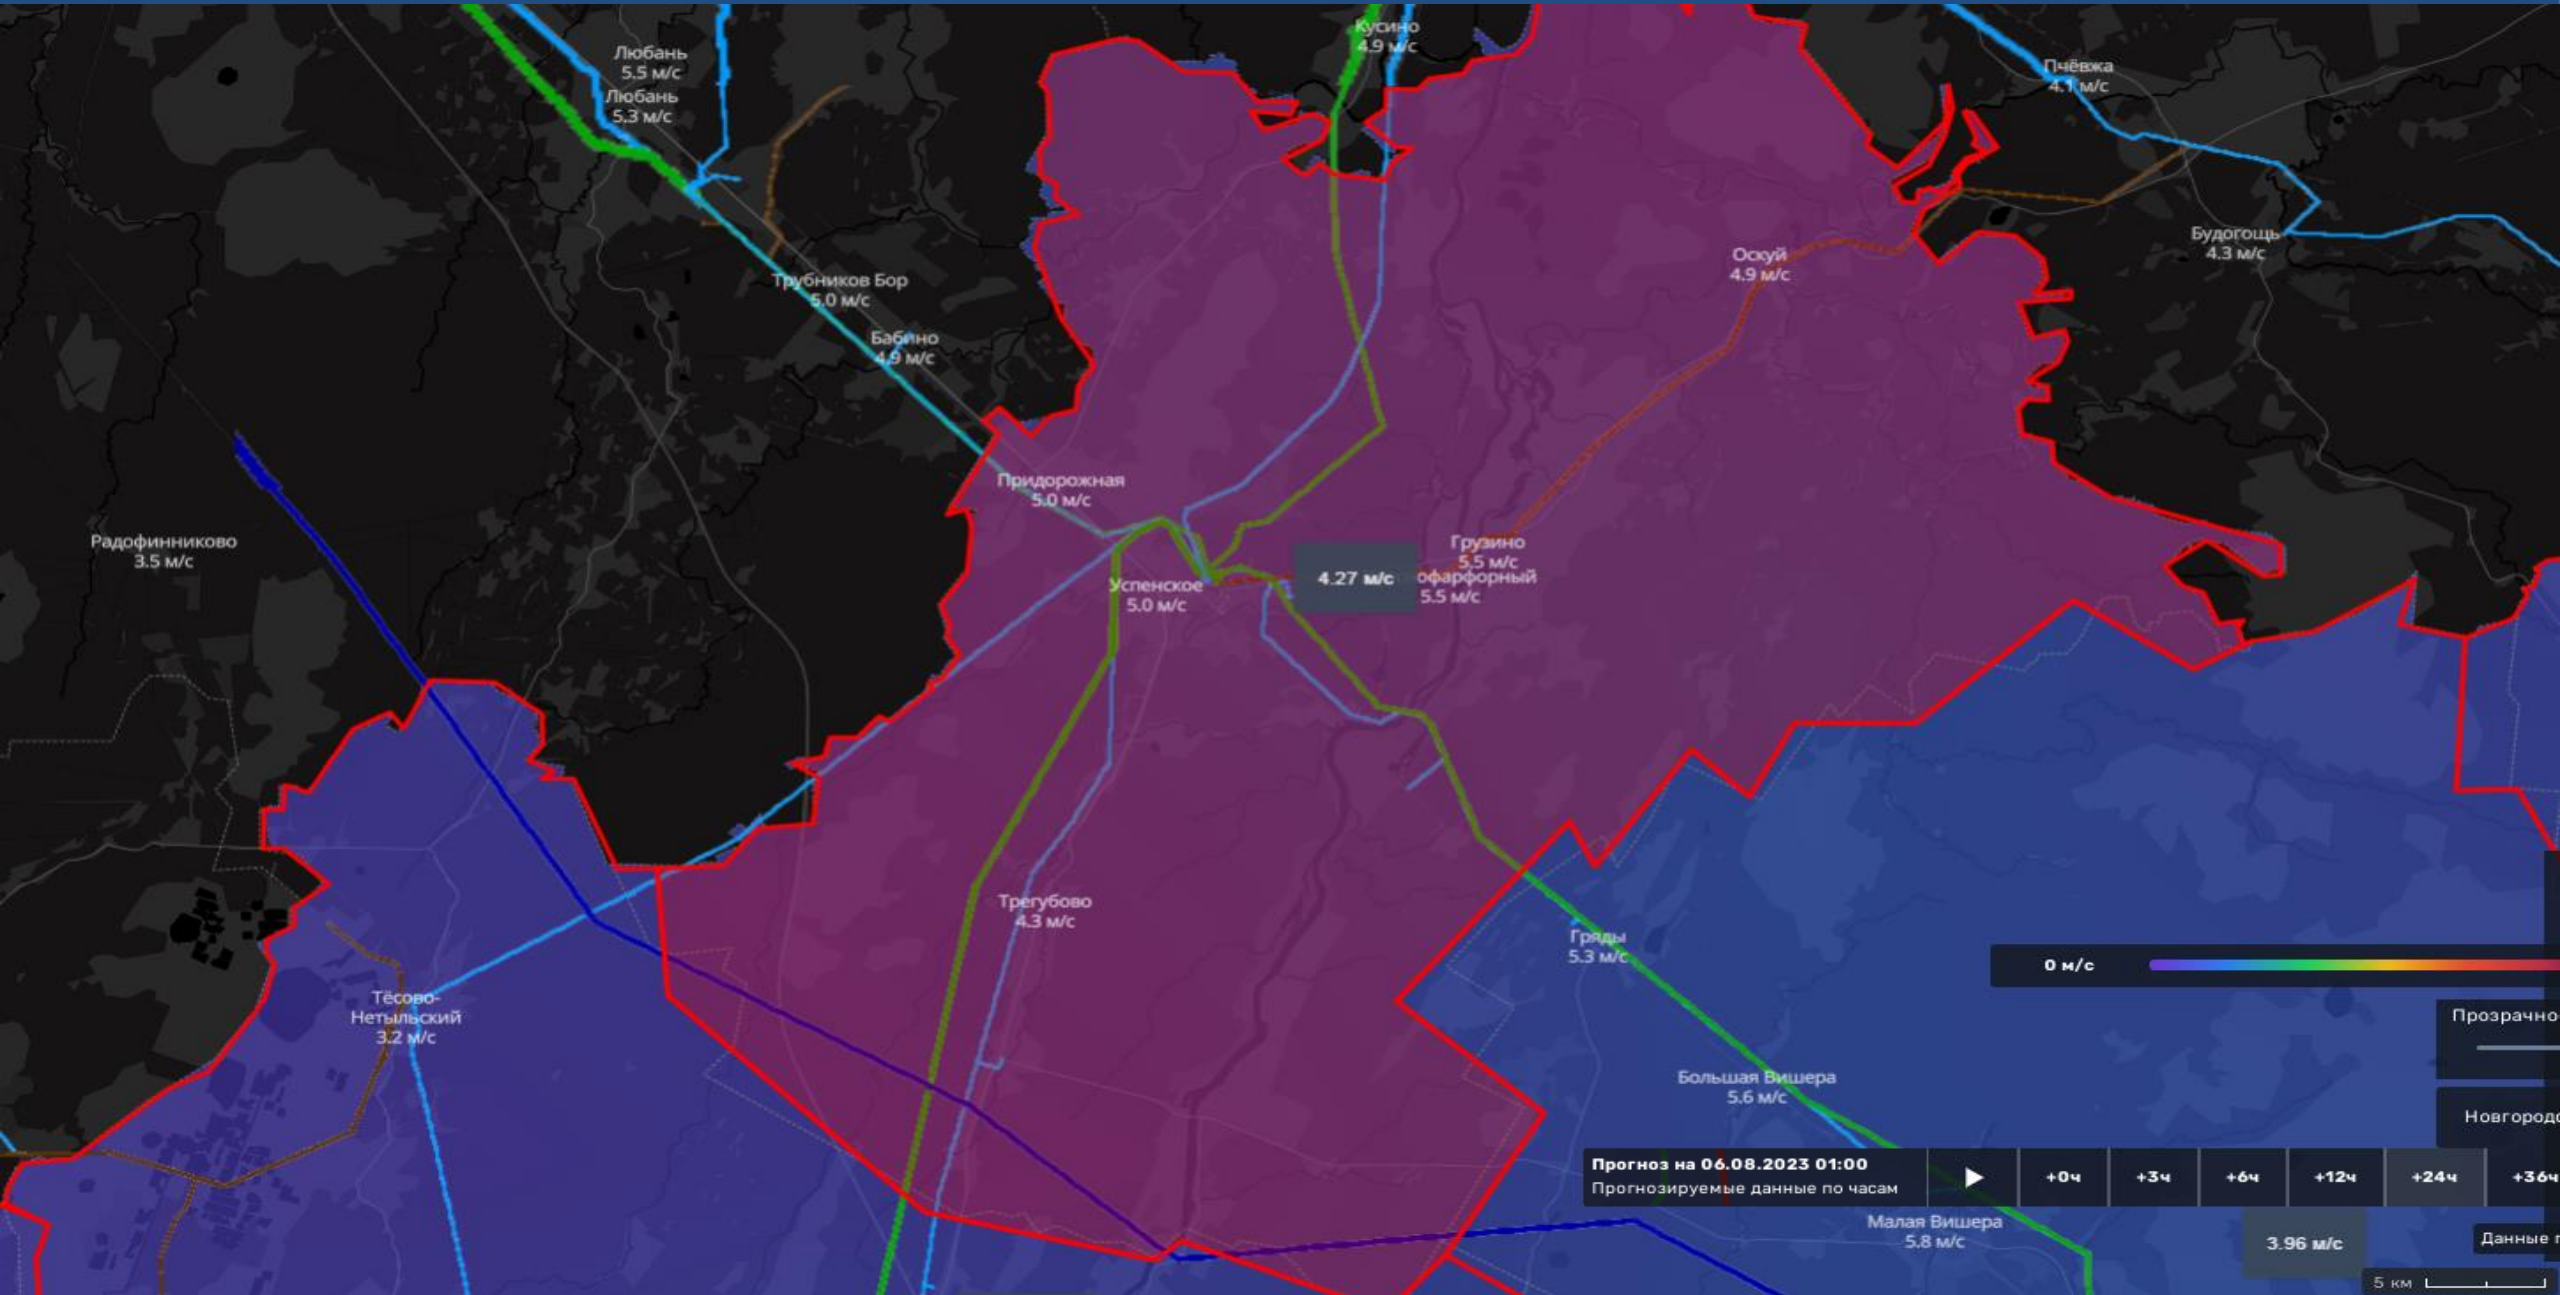 Кусино
4.9 м/с
Любань
5.5 м/с
Любань
5.3 м/с
Пчёвжа
4.1 м/с
Будогощь
4.3 м/с
Оскуй
4.9 м/с
Трубников Бор
5.0 м/с
Бабино
4.9 м/с
Придорожная
5.0 м/с
Радофинниково
3.5 м/с
Грузино
5.5 м/с
4.27 м/с
офарфорный
5.5 м/с
Успенское
5.0 м/с
Трегубово
4.3 м/с
Гряды
5.3 м/с
0 м/с
Тёсово-
Нетыльский
3.2 м/с
Прозрачно
Большая Вишера
5.6 м/с
Новгородс
Прогноз на 06.08.2023 01:00
Прогнозируемые данные по часам
+0ч
+3ч
+6ч
+12ч
+24ч
+36ч
Малая Вишера
5.8 м/с
3.96 м/с
Данные п
5 км